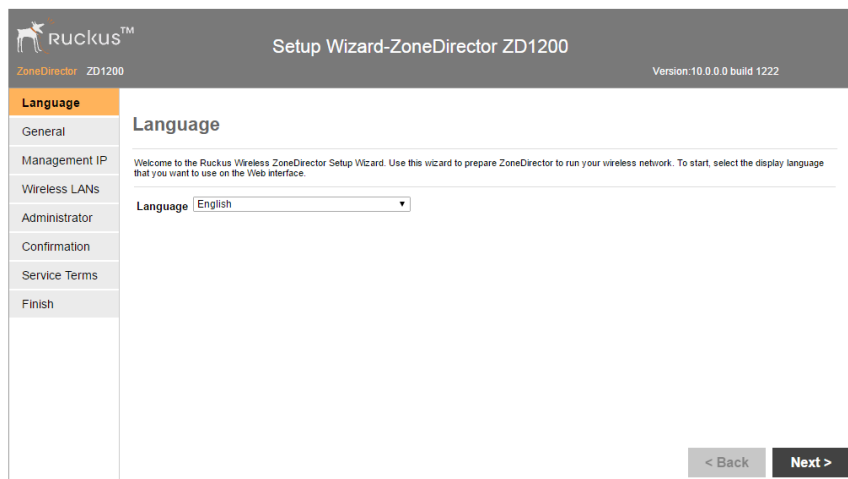 Ruckus™
Setup Wizard-ZoneDirector ZD1200
ZoneDirector ZD1200
Version:10.0.0.0 build 1222
Language
General
Management IP
Wireless LANs
Administrator
Confirmation
Service Terms
Finish
Language
Welcome to the Ruckus Wireless ZoneDirector Setup Wizard. Use this wizard to prepare ZoneDirector to run your wireless network. To start, select the display language
that you want to use on the Web interface.
Language English
< Back Next >